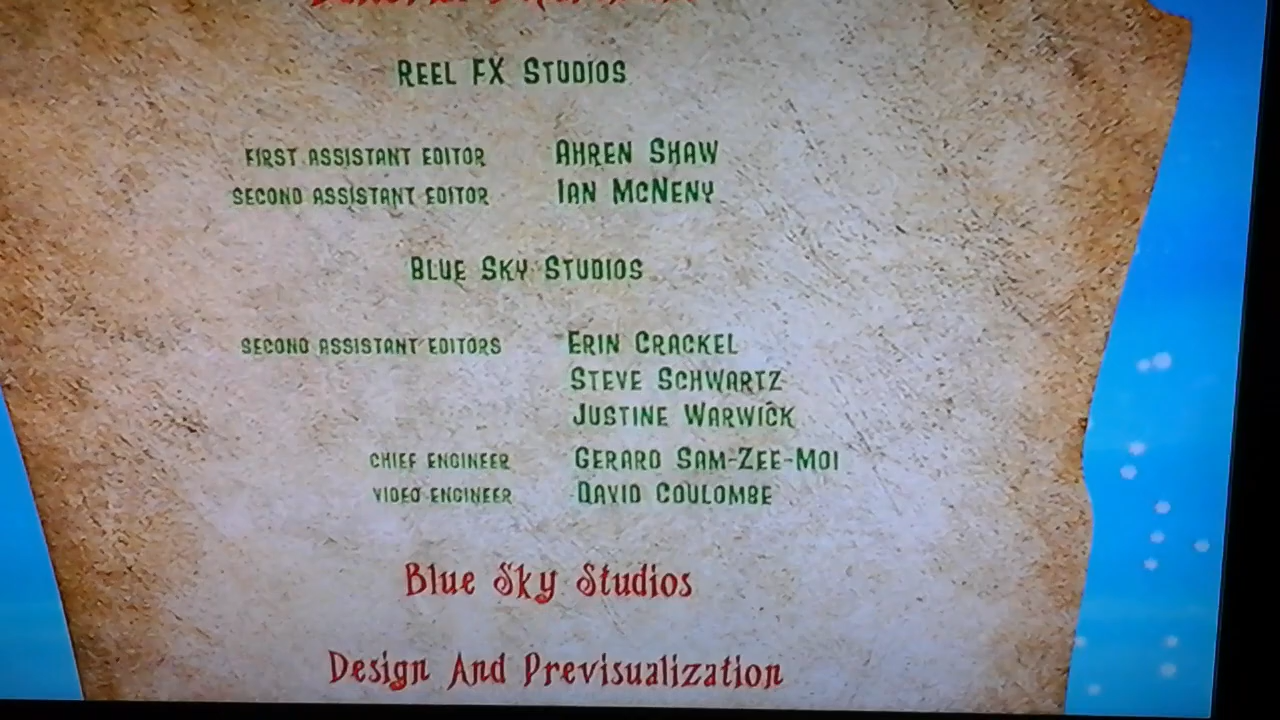 Reel FX Studios
First Assistant Editor Ahren Shaw
Second Assistant Editor Ian McNeny
Blue Sky Studios
Second Assistant Editors Erin Crackel
Steve Schwartz
Justine Warwick
Chief Engineer Gerard Sam-Zee-Moi
Video Engineer David Coulombe
Blue Sky Studios
Design And Previsualization